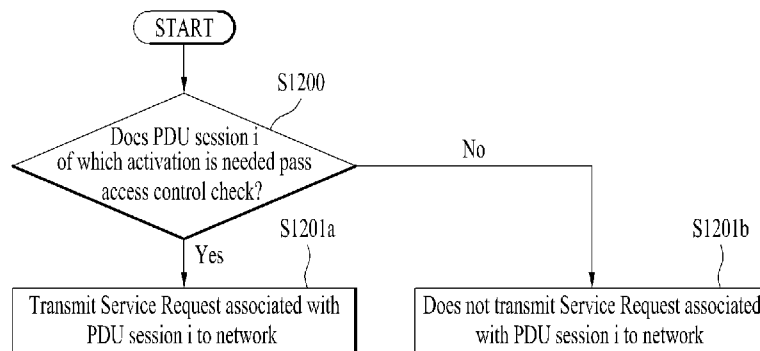 START
S1200
Does PDU session i
of which activation is needed pass
access control check?
No
Yes
S1201a
S1201b
Transmit Service Request associated with
PDU session i to network
Does not transmit Service Request associated
with PDU session i to network